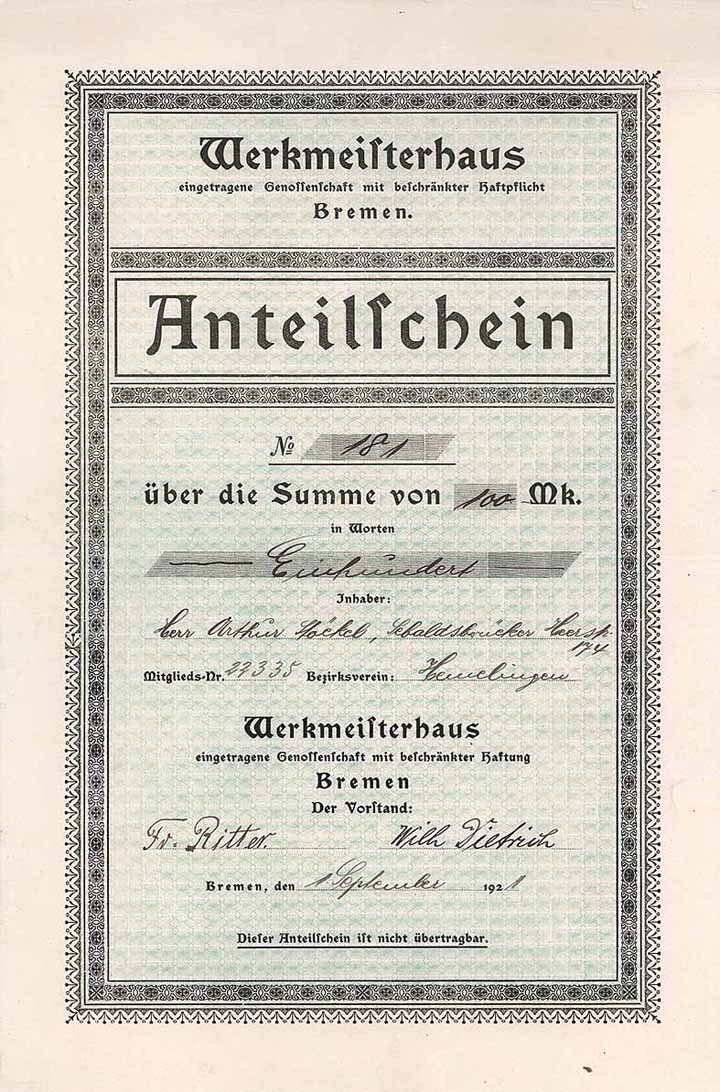 Werkmeiſterhaus
eingetragene Genoſſenſchaft mit beſchränkter Haftpflicht
Bremen.
Anteilſchein
№ 181
über die Summe von 100 Mk.
in Worten
Einhundert
Inhaber:
Herr Arthur Stöckel, Sebaldsbrücker Heerstr.
174
Mitglieds-Nr. 22335 Bezirksverein: Hemelingen
Werkmeiſterhaus
eingetragene Genoſſenſchaft mit beſchränkter Haftung
Bremen
Der Vorſtand:
Fr. Ritter. Wilh Dietrich
Bremen, den 1 September 1921
Dieſer Anteilſchein iſt nicht übertragbar.